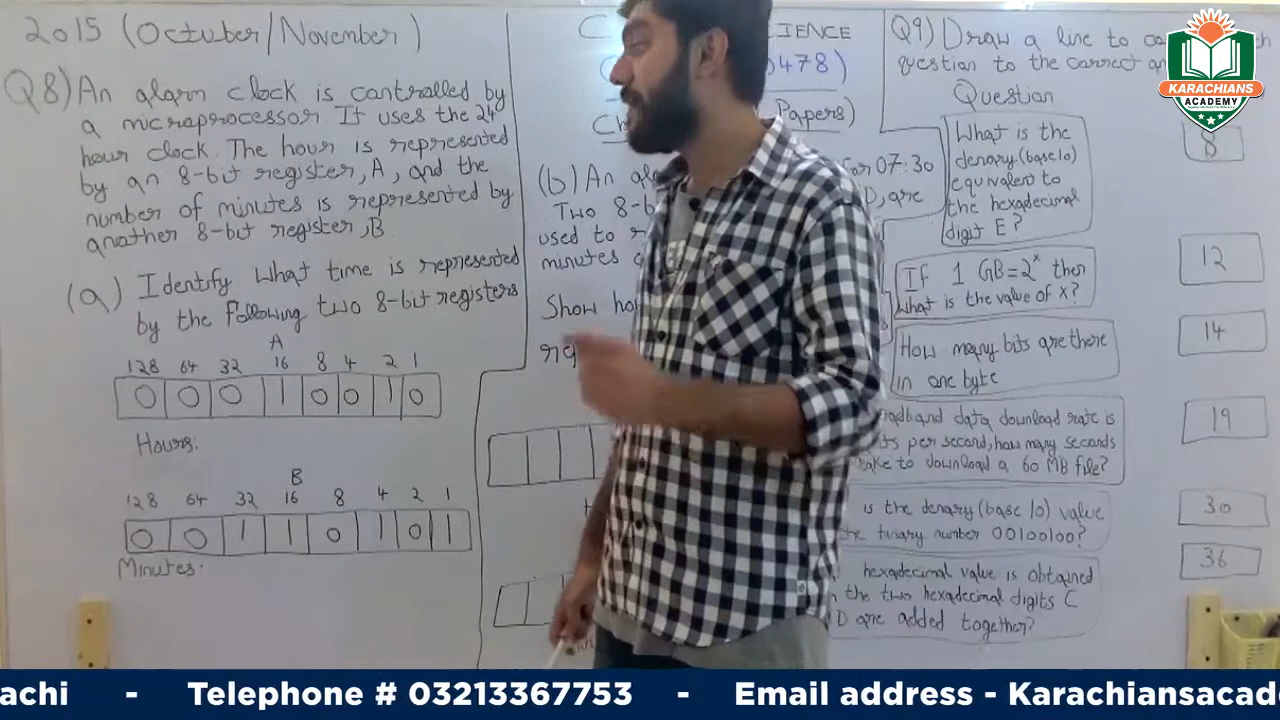 2015 (October/November)
Q8) An alarm clock is controlled by
a microprocessor. It uses the 24
hour clock. The hour is represented
by an 8-bit register, A, and the
number of minutes is represented by
another 8-bit register, B.
(a) Identify what time is represented
by the following two 8-bit registers
A
128 64 32 16 8 4 2 1
0 0 0 1 0 0 1 0
Hours:
B
128 64 32 16 8 4 2 1
0 0 1 1 0 1 0 1
Minutes:
C IENCE
0478)
Ch Papers)
(b) An for 07:30
Two 8-b D, are
used to
minutes
Show
Q9) Draw a line to
question to the correct
Question
What is the
denary (base 10)
equivalent to
the hexadecimal
digit E?
If 1 GB=2^x then
what is the value of x?
How many bits are there
in one byte
data download rate is
per second, how many seconds
to download a 60 MB file?
is the denary (base 10) value
binary number 00100100?
hexadecimal value is obtained
the two hexadecimal digits C
D are added together?
8
12
14
19
30
36
KARACHIANS
ACADEMY
achi - Telephone # 03213367753 - Email address - Karachiansacad